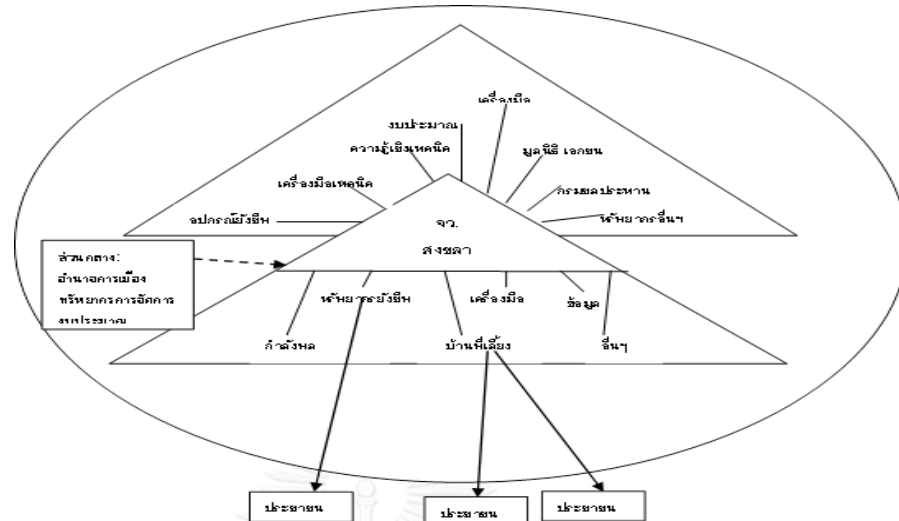 เครื่องมือ
งบประมาณ
ความรู้เชิงเทคนิค
มูลนิธิ เอกชน
เครื่องมือเทคนิค
กรมชลประทาน
อุปกรณ์ยังชีพ
ทรัพยากรอื่นๆ
จว.
สงขลา
ส่วนกลาง:
อำนาจการเมือง
ทรัพยากรการจัดการ
งบประมาณ
ทรัพยากรยังชีพ
เครื่องมือ
ข้อมูล
กำลังพล
บ้านพี่เลี้ยง
อื่นๆ
ประชาชน
ประชาชน
ประชาชน